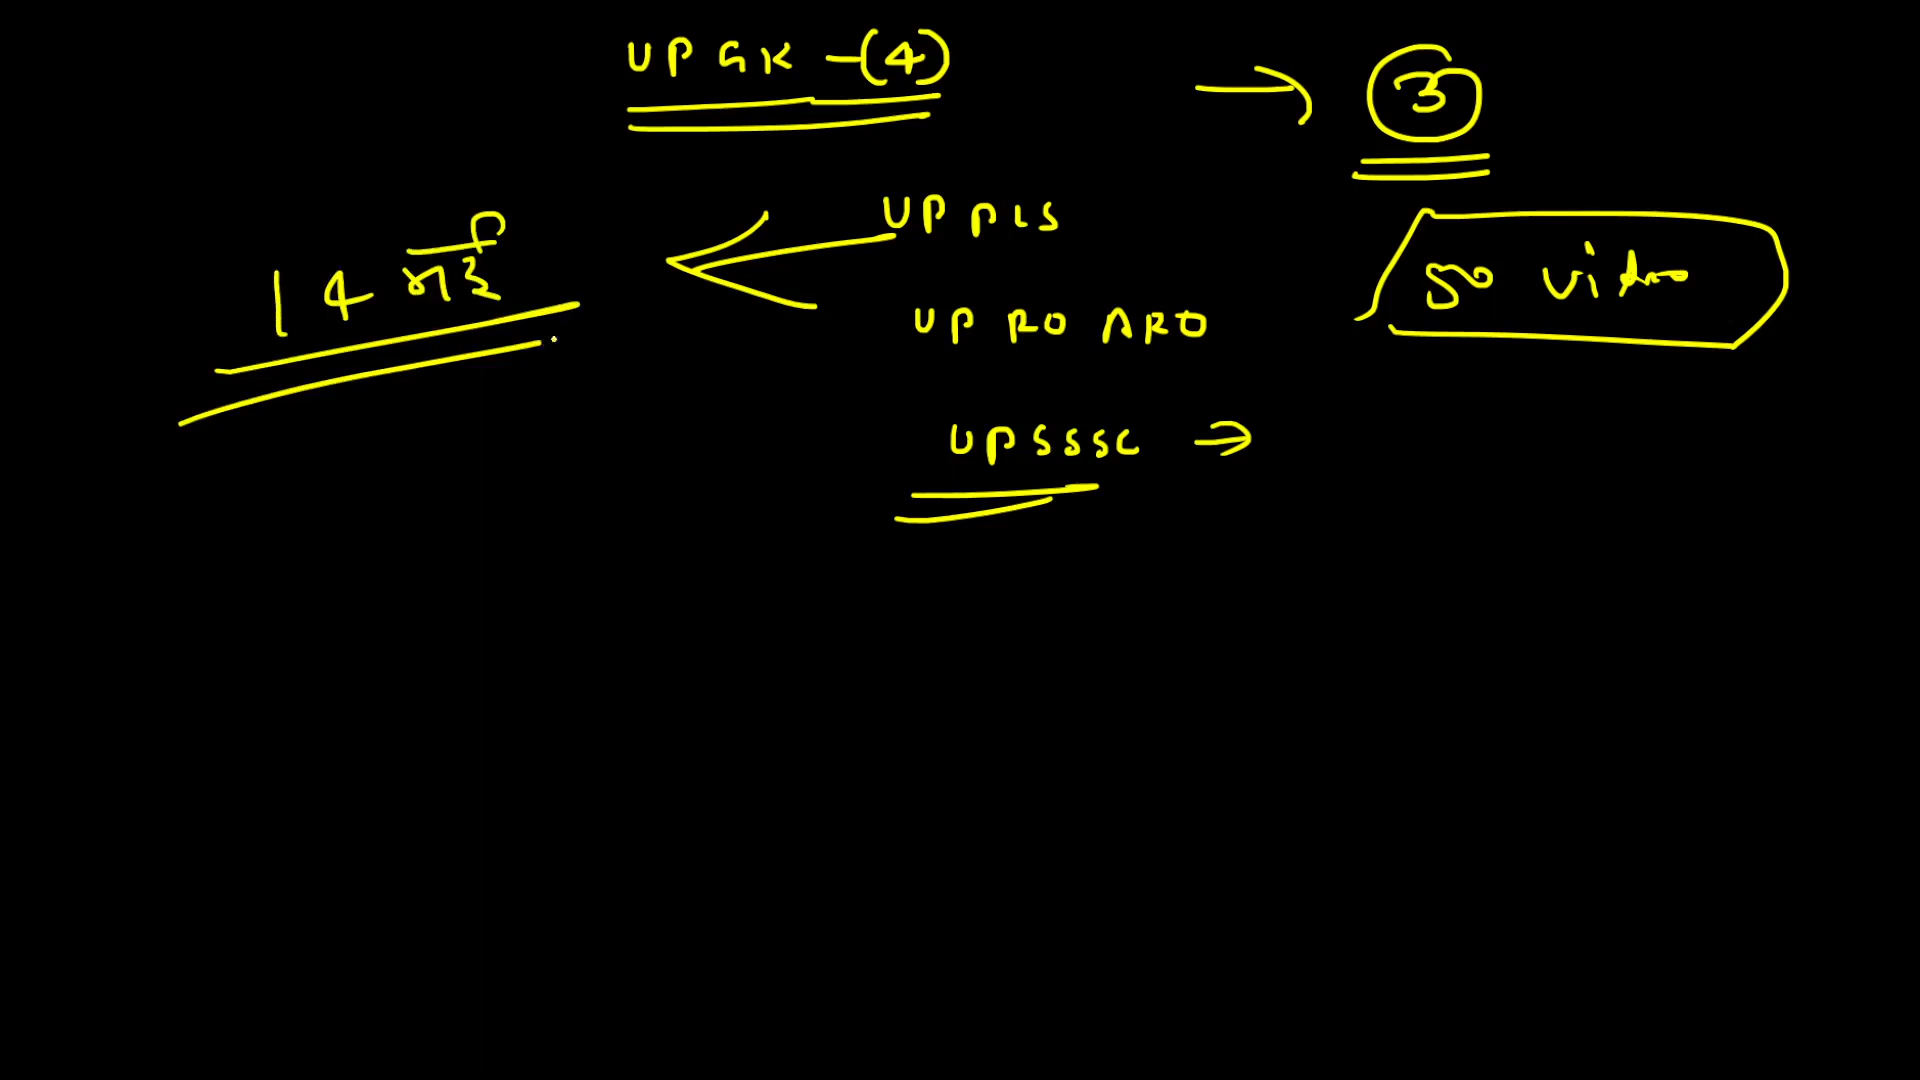 UP GK -(4) → 3
UP PCS
14 मई
50 video
UP RO ARO
UPSSSC →